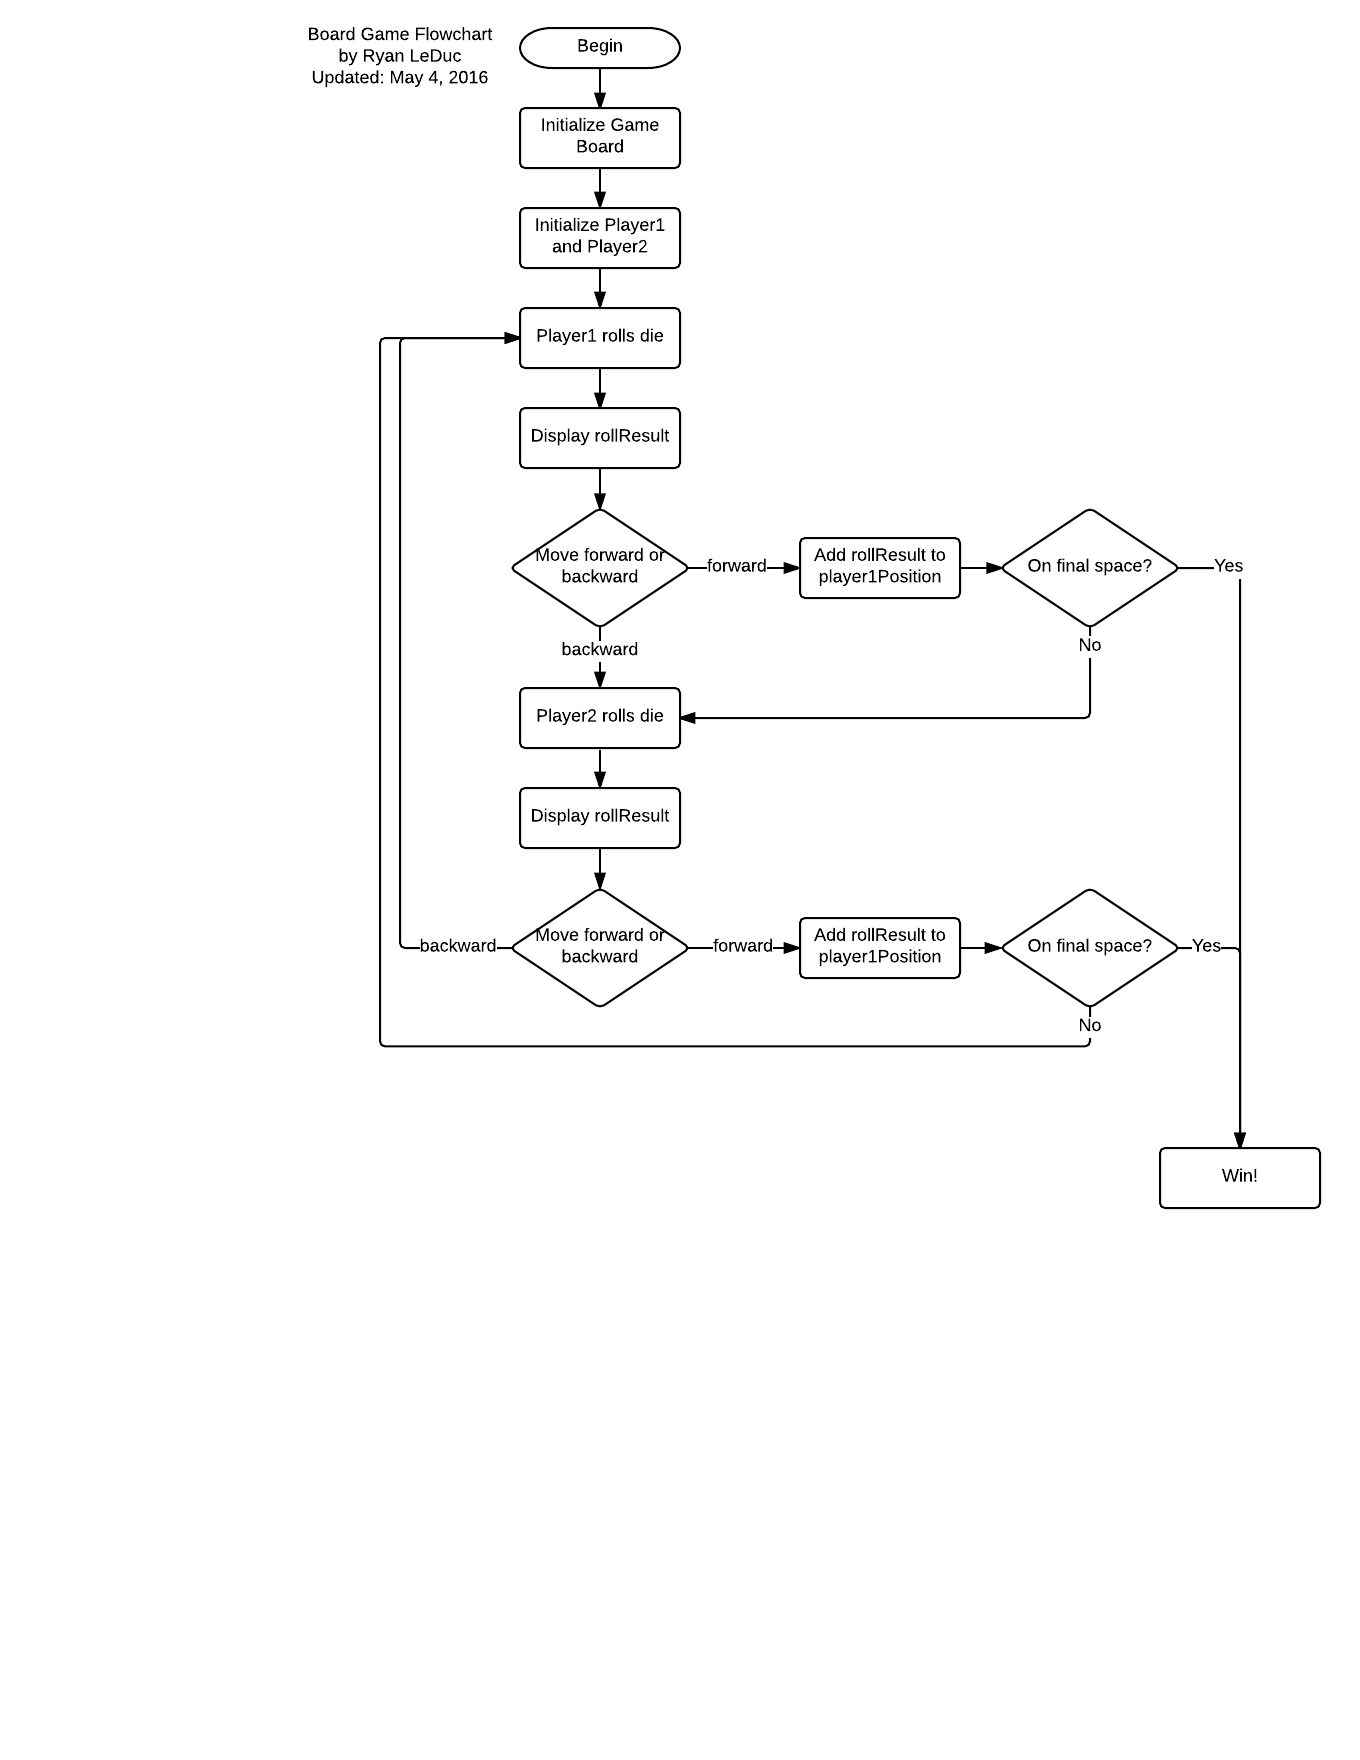 Board Game Flowchart
by Ryan LeDuc
Updated: May 4, 2016
Begin
Initialize Game
Board
Initialize Player1
and Player2
Player1 rolls die
Display rollResult
Move forward or
backward
forward
Add rollResult to
player1Position
On final space?
Yes
backward
No
Player2 rolls die
Display rollResult
backward
Move forward or
backward
forward
Add rollResult to
player1Position
On final space?
Yes
No
Win!